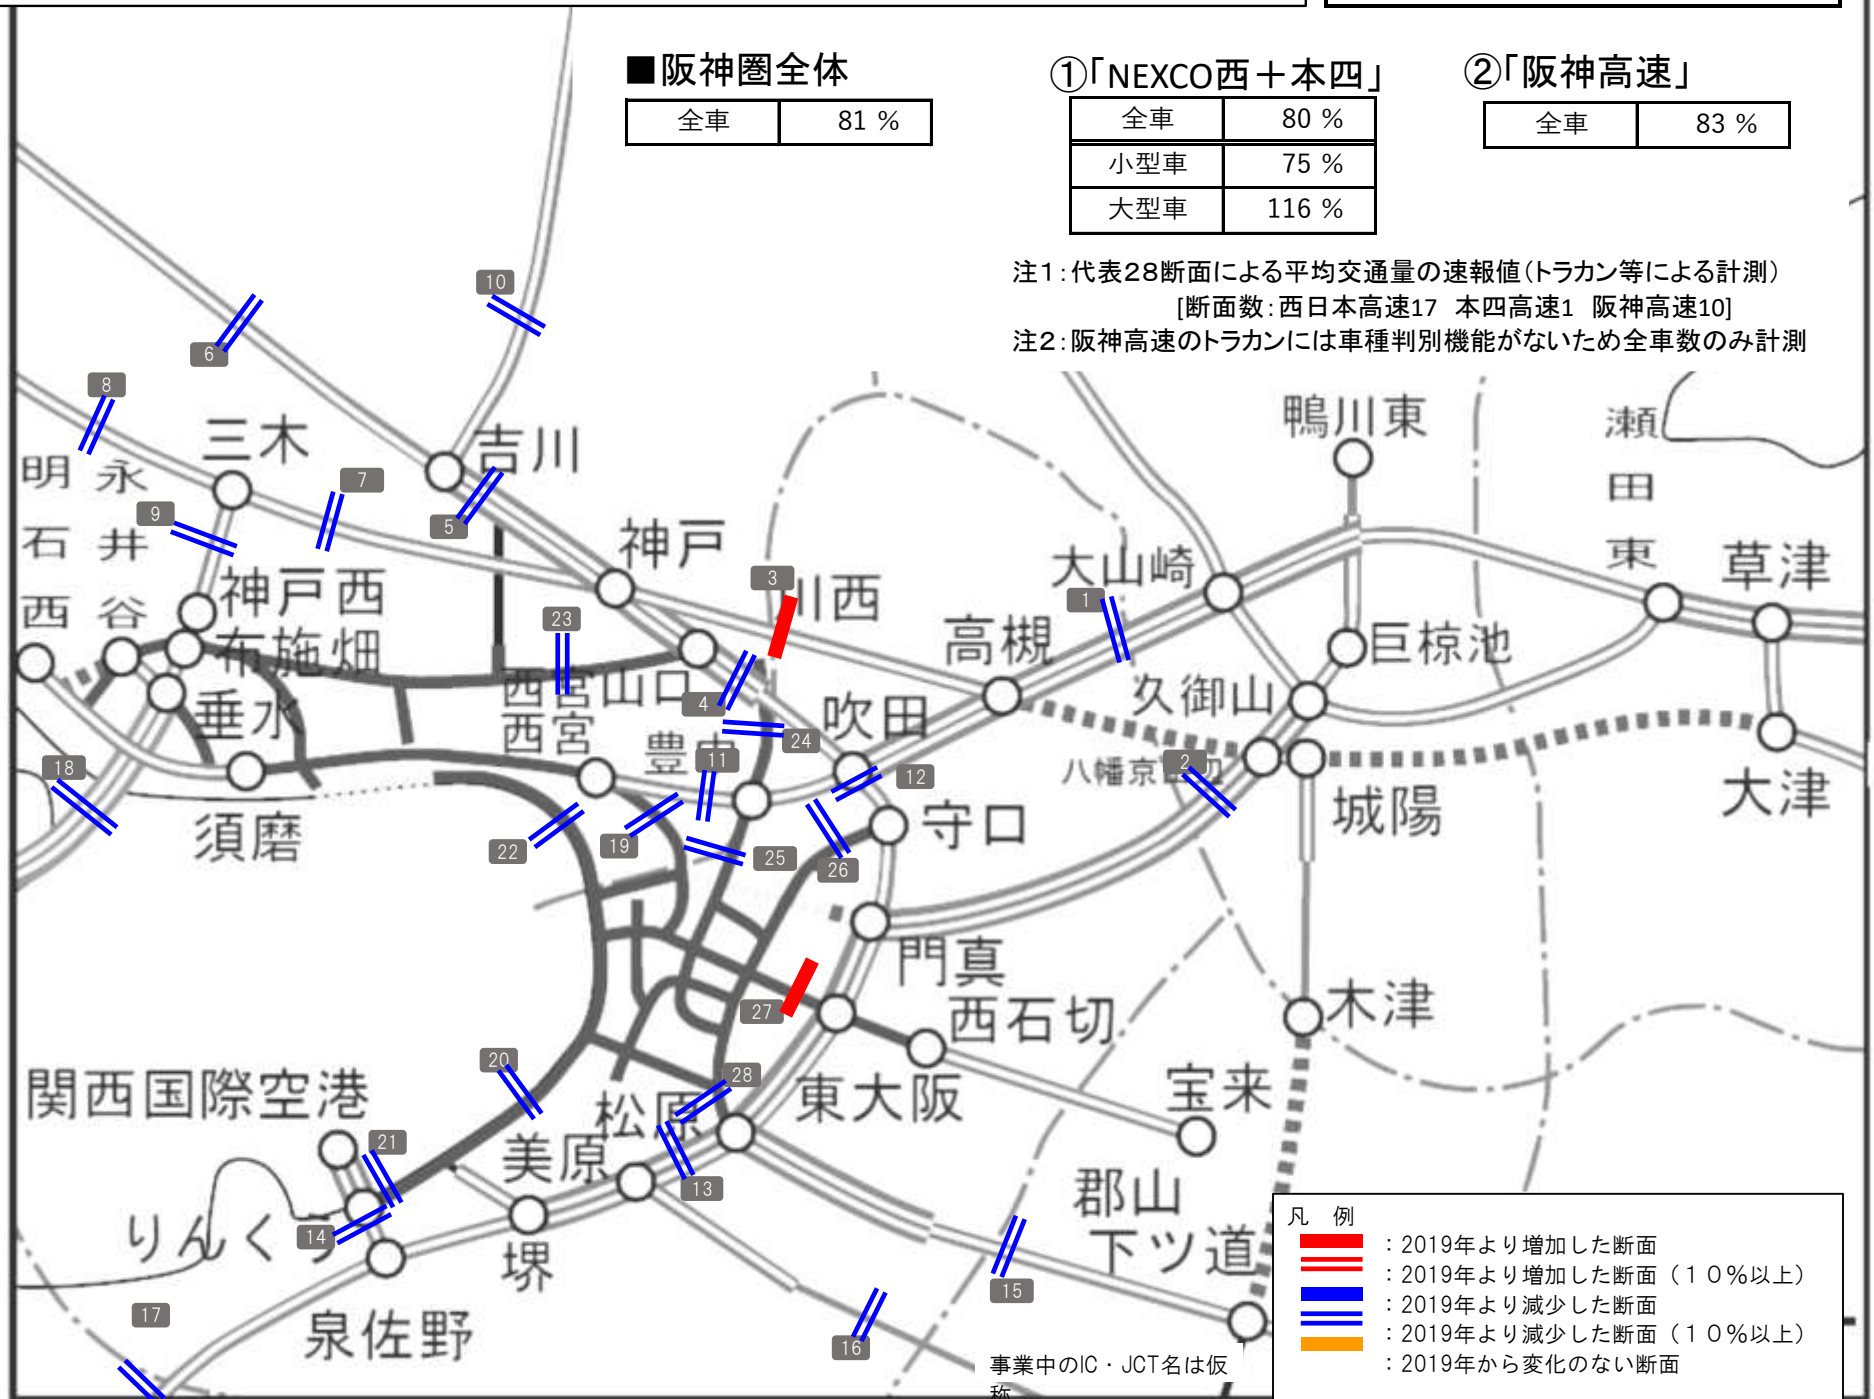 ■阪神圏全体
全車 81 %
①「NEXCO西＋本四」
全車 80 %
小型車 75 %
大型車 116 %
②「阪神高速」
全車 83 %
注1：代表28断面による平均交通量の速報値（トラカン等による計測）
[断面数：西日本高速17 本四高速1 阪神高速10]
注2：阪神高速のトラカンには車種判別機能がないため全車数のみ計測
10
6
8
三木
吉川
鴨川東
瀬田東
明石西
永井谷
7
9
5
神戸
3
川西
大山崎
1
草津
神戸西
布施畑
23
高槻
巨椋池
西宮山口
4
久御山
垂水
西宮
豊中
24
吹田
11
12
八幡京田辺
2
18
大津
須磨
22
19
25
26
守口
城陽
門真
27
西石切
木津
20
28
関西国際空港
松原
東大阪
宝来
21
美原
13
郡山
下ツ道
りんくう
14
堺
15
17
泉佐野
16
事業中のIC・JCT名は仮
称
凡 例
：2019年より増加した断面
：2019年より増加した断面（１０％以上）
：2019年より減少した断面
：2019年より減少した断面（１０％以上）
：2019年から変化のない断面